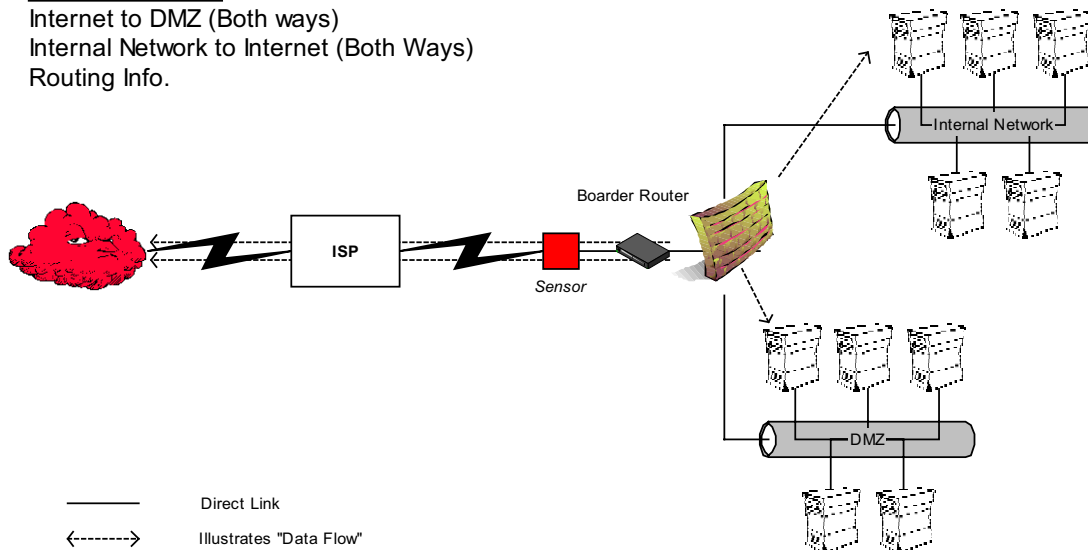 Internet to DMZ (Both ways)
Internal Network to Internet (Both Ways)
Routing Info.
Internal Network
Boarder Router
ISP
Sensor
DMZ
Direct Link
Illustrates "Data Flow"